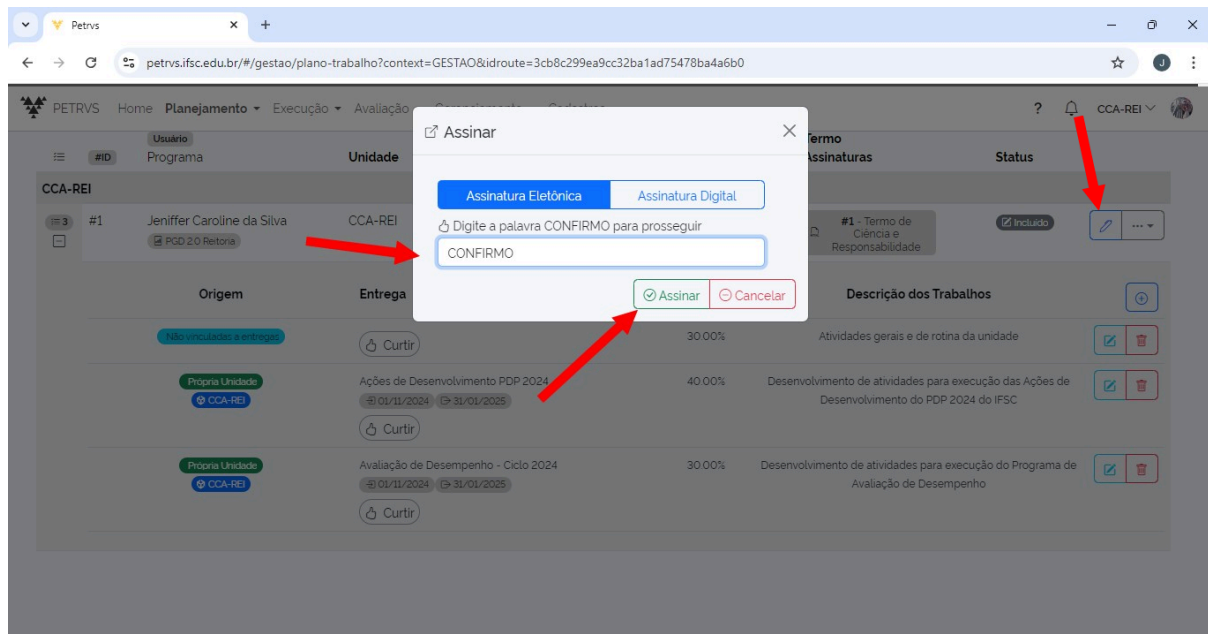 Petrvs
petrvs.ifsc.edu.br/#/gestao/plano-trabalho?context=GESTAO&idroute=3cb8c299ea9cc32ba1ad75478ba4a6b0
J
PETRVS Home Planejamento Execução Avaliação Gerenciamento Cadastros ? CCA-REI
Assinar
Usuário
#ID Programa Unidade
Termo
Assinaturas Status
CCA-REI
Assinatura Eletônica Assinatura Digital
3 #1 Jeniffer Caroline da Silva CCA-REI
PGD 2.0 Reitoria
Digite a palavra CONFIRMO para prosseguir
CONFIRMO
#1 - Termo de
Ciência e
Responsabilidade
Incluído
Assinar Cancelar
Origem Entrega Descrição dos Trabalhos
Não vinculadas a entregas Curtir 30.00% Atividades gerais e de rotina da unidade
Própria Unidade Ações de Desenvolvimento PDP 2024 40.00% Desenvolvimento de atividades para execução das Ações de
CCA-REI 01/11/2024 31/01/2025 Desenvolvimento do PDP 2024 do IFSC
Curtir
Própria Unidade Avaliação de Desempenho - Ciclo 2024 30.00% Desenvolvimento de atividades para execução do Programa de
CCA-REI 01/11/2024 31/01/2025 Avaliação de Desempenho
Curtir